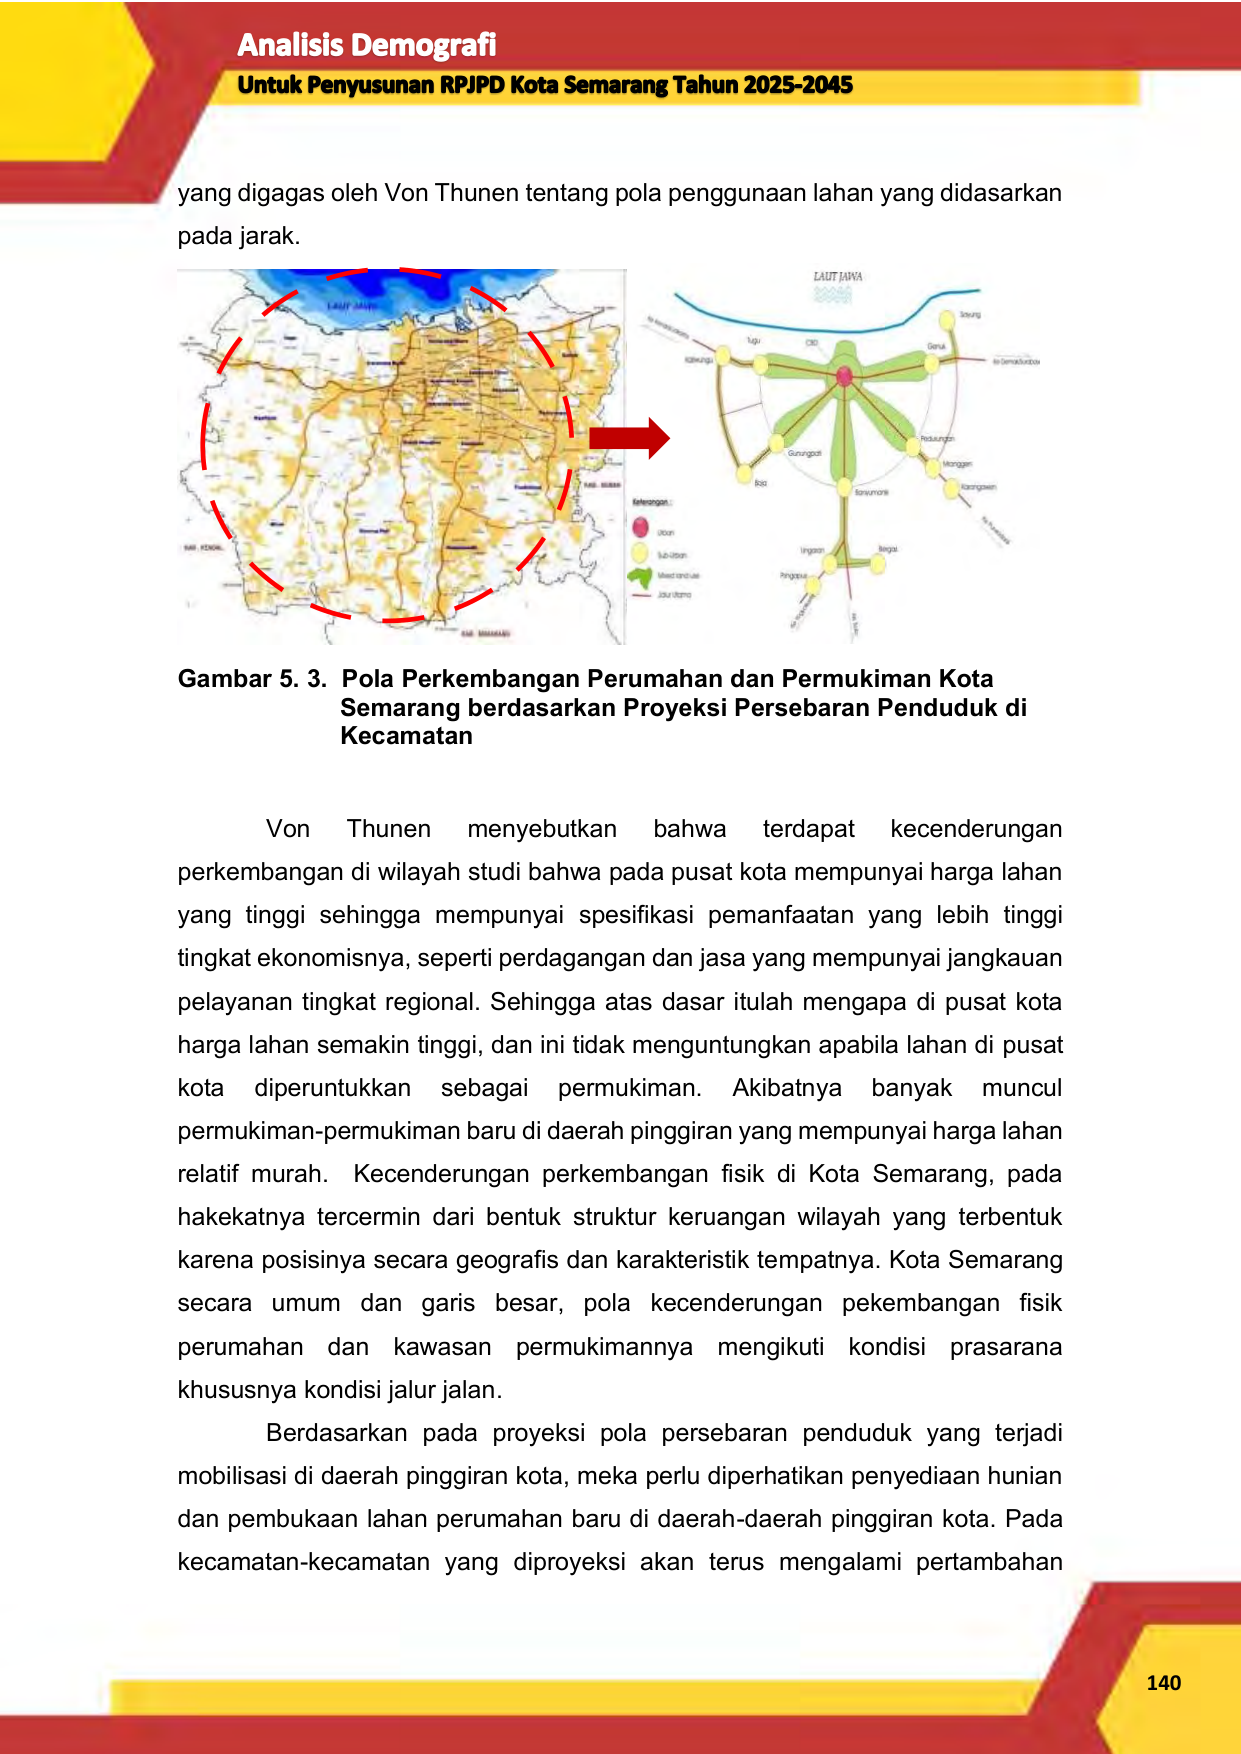 Analisis Demografi
Untuk Penyusunan RPJPD Kota Semarang Tahun 2025-2045
yang digagas oleh Von Thunen tentang pola penggunaan lahan yang didasarkan
pada jarak.
LAUT JAWA
LAUT JAWA
Sayung
Tugu
CBD
Genuk
Kaliwungu
Pedurungan
Gunungpati
Mranggen
Boja
Karangawen
Banyumanik
KAB. KENDAL
Keterangan :
Urban
Sub-Urban
Mixed land use
Jalur Utama
Ungaran
Bergas
Pringapus
KAB. SEMARANG
Gambar 5. 3. Pola Perkembangan Perumahan dan Permukiman Kota
Semarang berdasarkan Proyeksi Persebaran Penduduk di
Kecamatan
Von Thunen menyebutkan bahwa terdapat kecenderungan
perkembangan di wilayah studi bahwa pada pusat kota mempunyai harga lahan
yang tinggi sehingga mempunyai spesifikasi pemanfaatan yang lebih tinggi
tingkat ekonomisnya, seperti perdagangan dan jasa yang mempunyai jangkauan
pelayanan tingkat regional. Sehingga atas dasar itulah mengapa di pusat kota
harga lahan semakin tinggi, dan ini tidak menguntungkan apabila lahan di pusat
kota diperuntukkan sebagai permukiman. Akibatnya banyak muncul
permukiman-permukiman baru di daerah pinggiran yang mempunyai harga lahan
relatif murah. Kecenderungan perkembangan fisik di Kota Semarang, pada
hakekatnya tercermin dari bentuk struktur keruangan wilayah yang terbentuk
karena posisinya secara geografis dan karakteristik tempatnya. Kota Semarang
secara umum dan garis besar, pola kecenderungan pekembangan fisik
perumahan dan kawasan permukimannya mengikuti kondisi prasarana
khususnya kondisi jalur jalan.
Berdasarkan pada proyeksi pola persebaran penduduk yang terjadi
mobilisasi di daerah pinggiran kota, meka perlu diperhatikan penyediaan hunian
dan pembukaan lahan perumahan baru di daerah-daerah pinggiran kota. Pada
kecamatan-kecamatan yang diproyeksi akan terus mengalami pertambahan
140